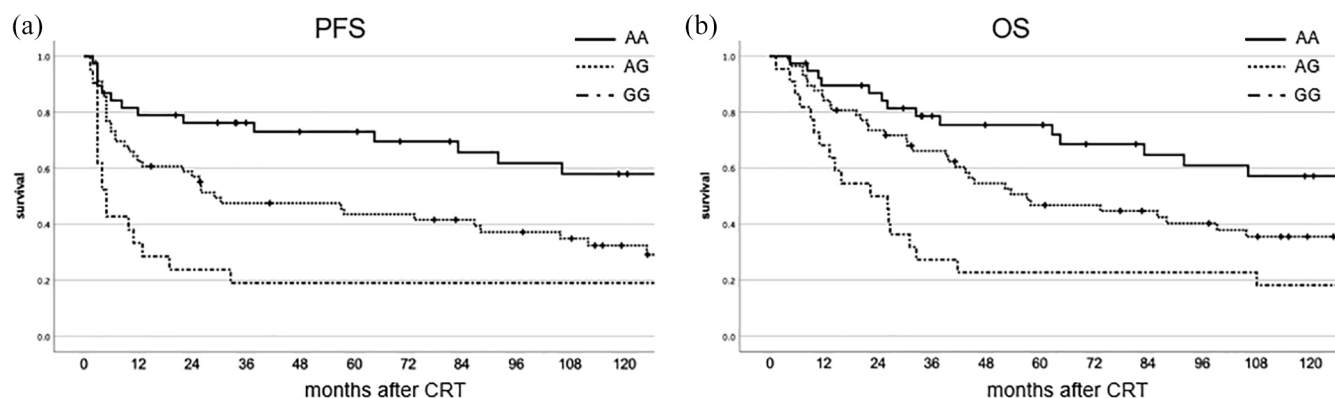 (a)
PFS
AA
AG
GG
1.0
0.8
0.6
0.4
0.2
0.0
survival
0 12 24 36 48 60 72 84 96 108 120
months after CRT
(b)
OS
AA
AG
GG
1.0
0.8
0.6
0.4
0.2
0.0
survival
0 12 24 36 48 60 72 84 96 108 120
months after CRT